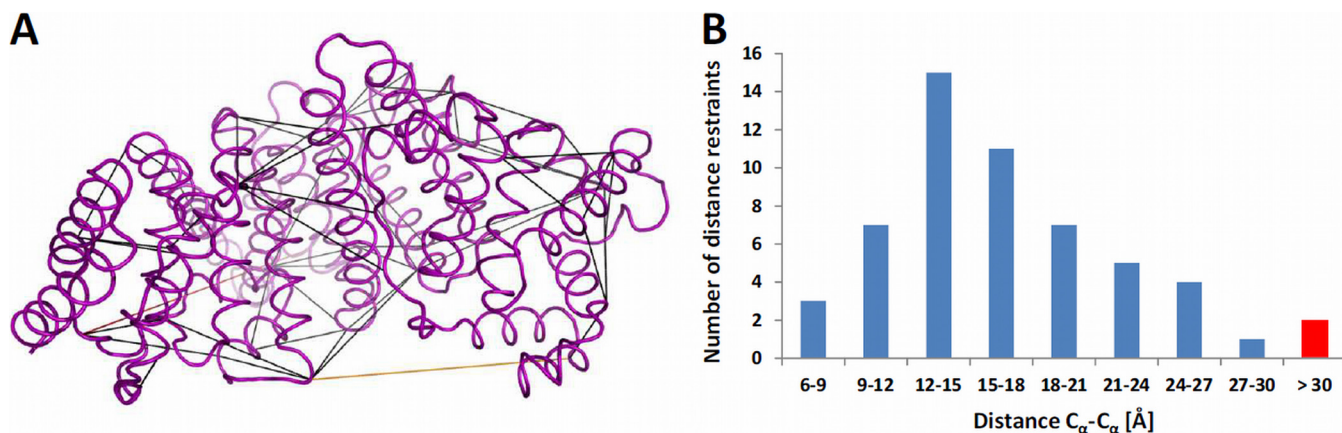 A
B
Number of distance restraints
16
14
12
10
8
6
4
2
0
6-9 9-12 12-15 15-18 18-21 21-24 24-27 27-30 > 30
Distance Cα-Cα [Å]